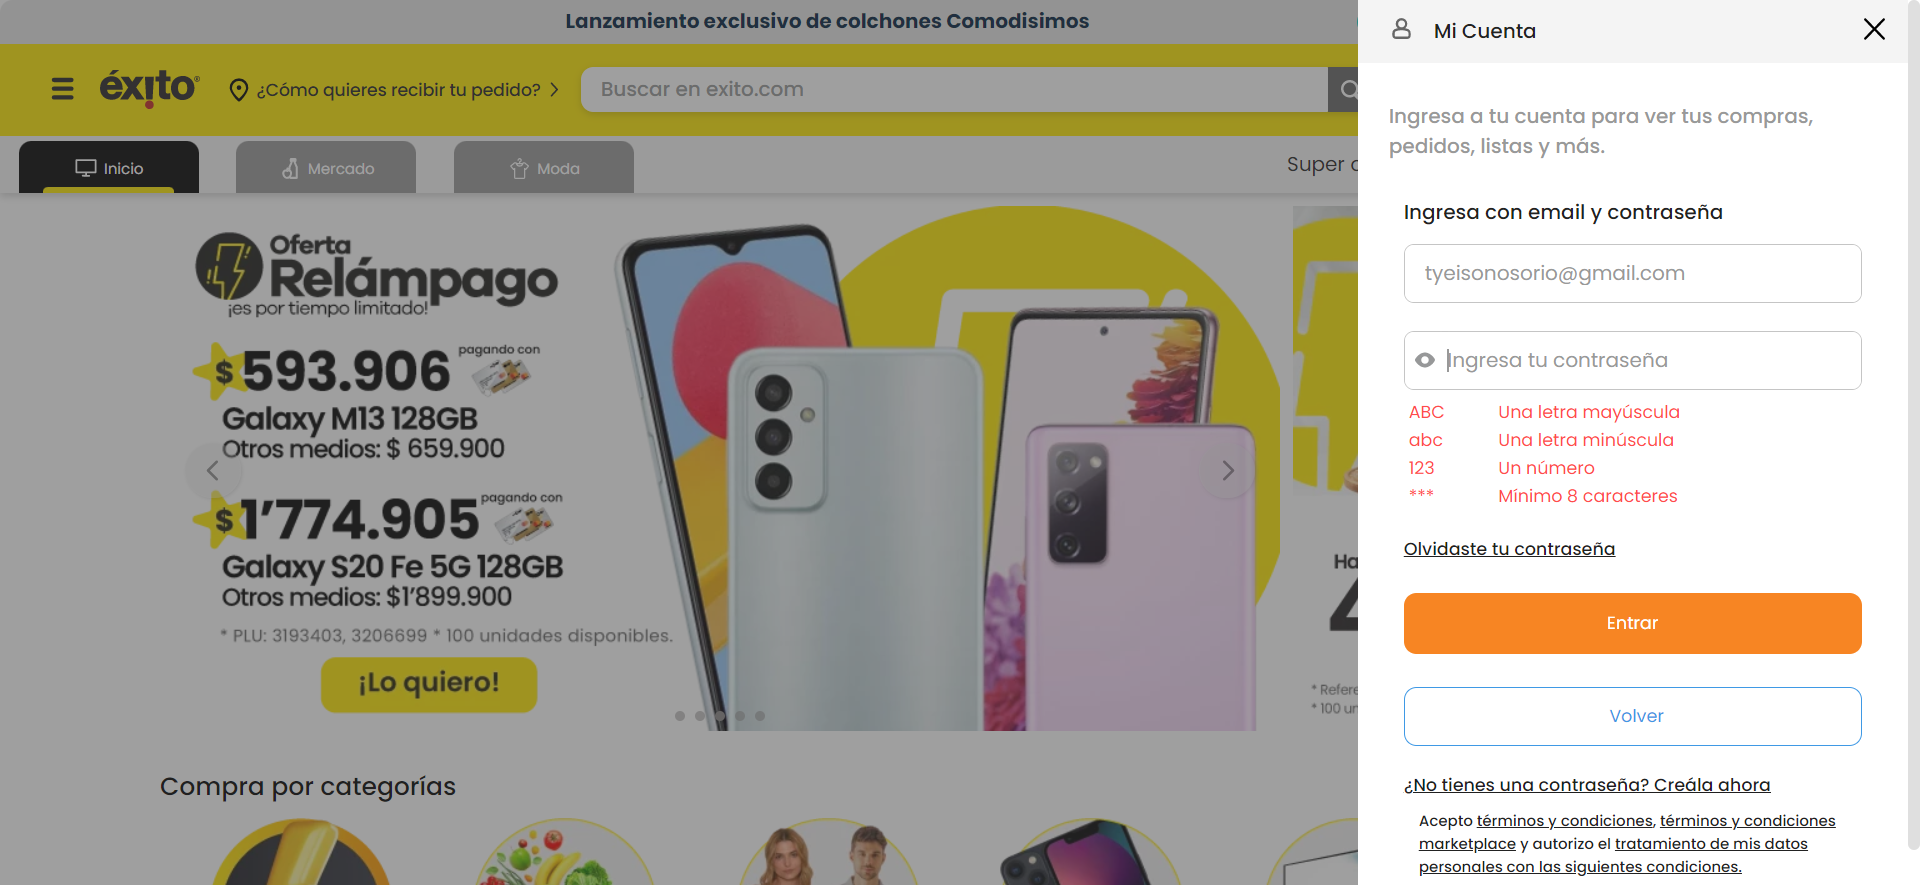 Lanzamiento exclusivo de colchones Comodisimos
éxito
¿Cómo quieres recibir tu pedido?
Buscar en exito.com
Inicio
Mercado
Moda
Super
Oferta
Relámpago
¡es por tiempo limitado!
$593.906 pagando con
Galaxy M13 128GB
Otros medios: $ 659.900
$1'774.905 pagando con
Galaxy S20 Fe 5G 128GB
Otros medios: $1'899.900
* PLU: 3193403, 3206699 * 100 unidades disponibles.
¡Lo quiero!
Ha
4
* Refere
* 100 un
Compra por categorías
Mi Cuenta
Ingresa a tu cuenta para ver tus compras,
pedidos, listas y más.
Ingresa con email y contraseña
tyeisonosorio@gmail.com
Ingresa tu contraseña
ABC Una letra mayúscula
abc Una letra minúscula
123 Un número
*** Mínimo 8 caracteres
Olvidaste tu contraseña
Entrar
Volver
¿No tienes una contraseña? Creála ahora
Acepto términos y condiciones, términos y condiciones
marketplace y autorizo el tratamiento de mis datos
personales con las siguientes condiciones.